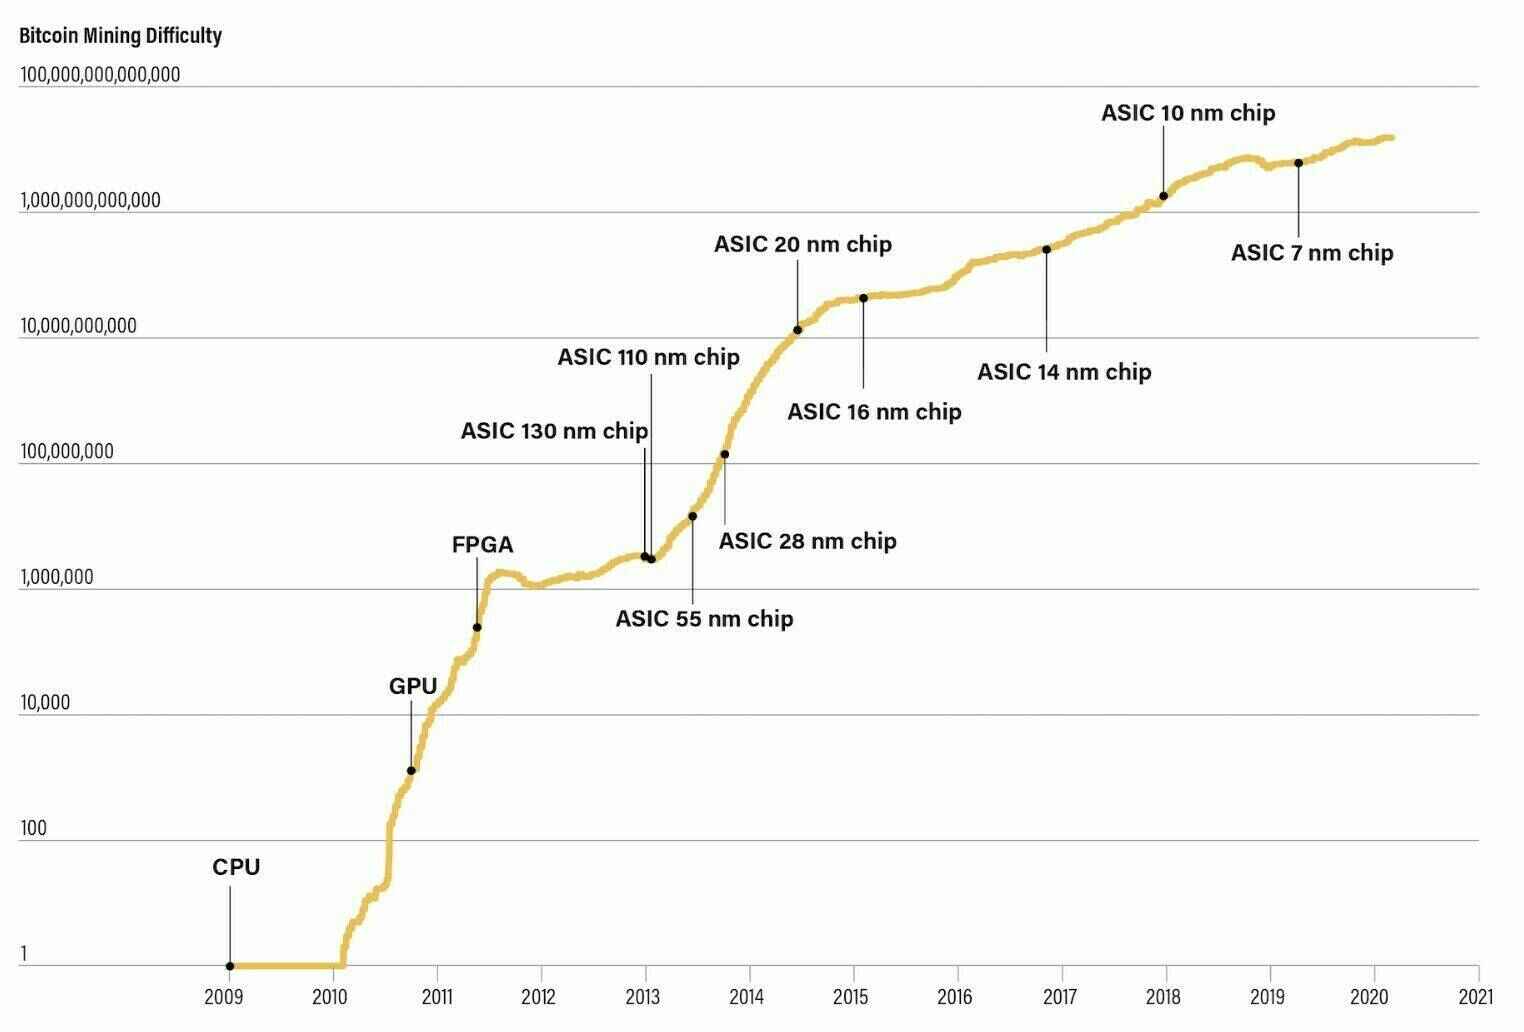 Bitcoin Mining Difficulty
100,000,000,000,000
ASIC 10 nm chip
1,000,000,000,000
ASIC 20 nm chip
ASIC 7 nm chip
10,000,000,000
ASIC 110 nm chip
ASIC 14 nm chip
ASIC 16 nm chip
ASIC 130 nm chip
100,000,000
ASIC 28 nm chip
FPGA
1,000,000
ASIC 55 nm chip
GPU
10,000
100
CPU
1
2009 2010 2011 2012 2013 2014 2015 2016 2017 2018 2019 2020 2021